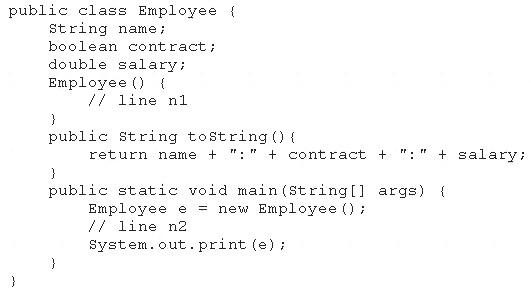 public class Employee {
    String name;
    boolean contract;
    double salary;
    Employee() {
        // line n1
    }
    public String toString(){
        return name + ":" + contract + ":" + salary;
    }
    public static void main(String[] args) {
        Employee e = new Employee();
        // line n2
        System.out.print(e);
    }
}